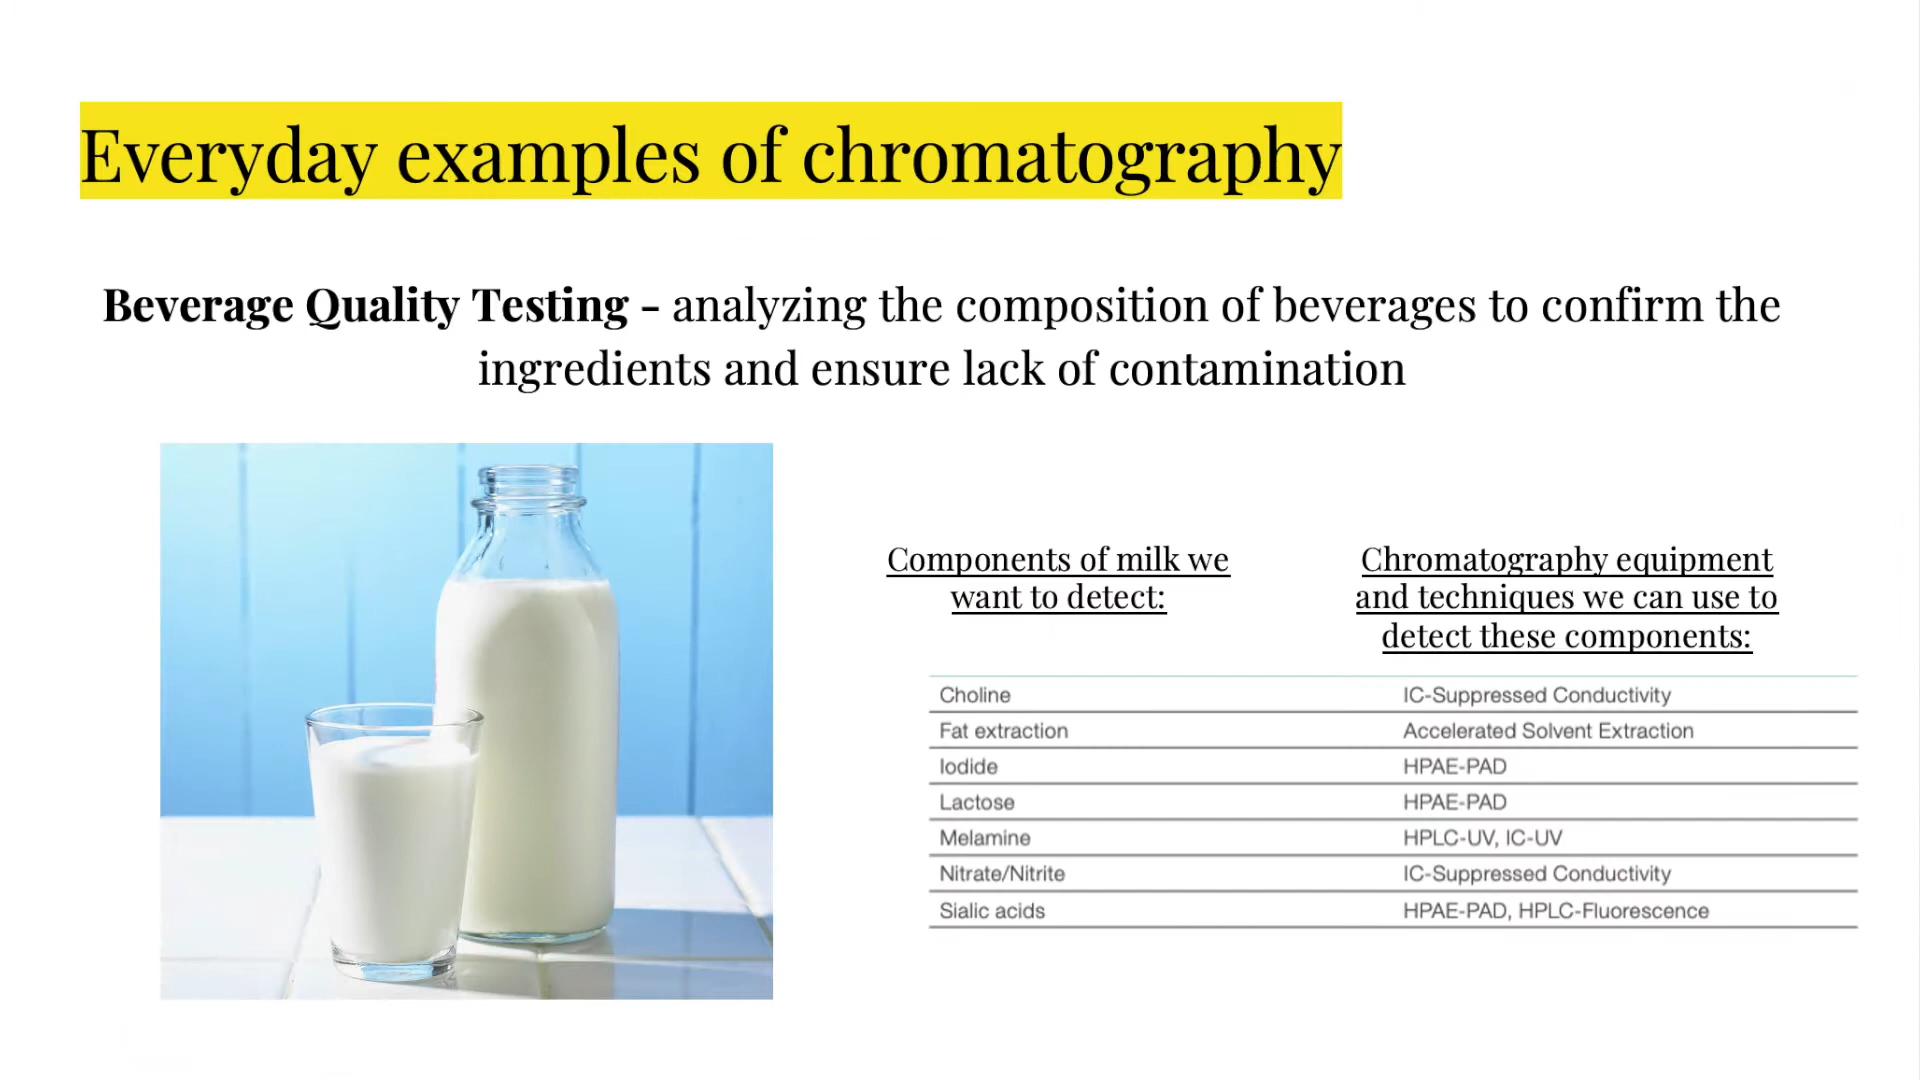 Everyday examples of chromatography
Beverage Quality Testing - analyzing the composition of beverages to confirm the
ingredients and ensure lack of contamination
Components of milk we
want to detect:
Chromatography equipment
and techniques we can use to
detect these components:
Choline IC-Suppressed Conductivity
Fat extraction Accelerated Solvent Extraction
Iodide HPAE-PAD
Lactose HPAE-PAD
Melamine HPLC-UV, IC-UV
Nitrate/Nitrite IC-Suppressed Conductivity
Sialic acids HPAE-PAD, HPLC-Fluorescence